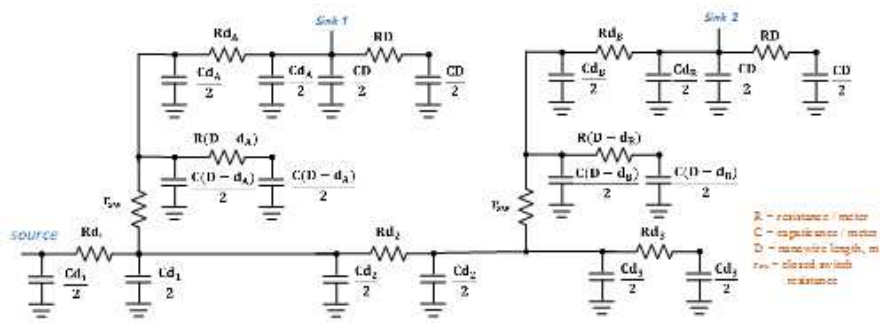 Sink 1
Sink 2
Rd_A
RD
Rd_B
RD
Cd_A/2
Cd_A/2
CD/2
CD/2
Cd_B/2
Cd_B/2
CD/2
CD/2
R(D − d_A)
R(D − d_B)
C(D − d_A)/2
C(D − d_A)/2
C(D − d_B)/2
C(D − d_B)/2
r_sw
r_sw
source
Rd_1
Rd_2
Rd_3
Cd_1/2
Cd_1/2
Cd_2/2
Cd_2/2
Cd_3/2
Cd_3/2
R = resistance / meter
C = capacitance / meter
D = nanowire length, m
r_sw = closed switch
resistance